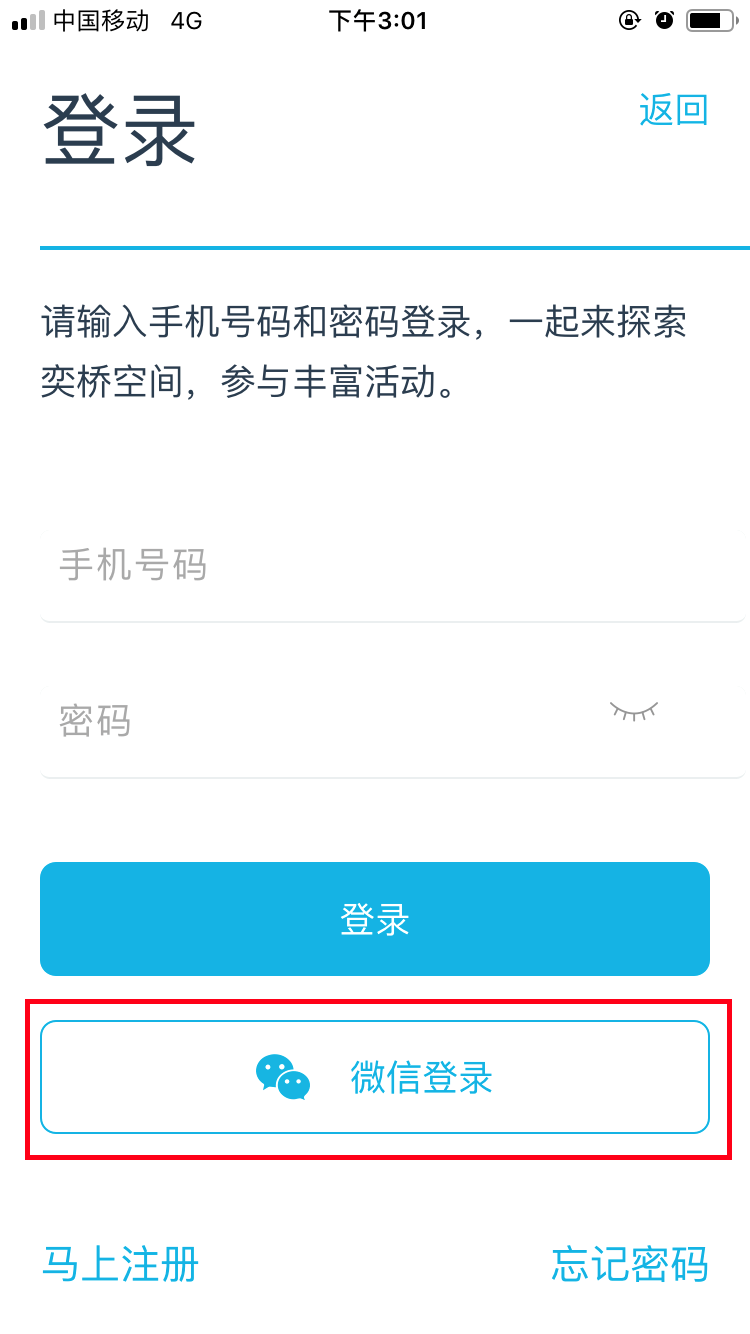 中国移动 4G 下午3:01
登录
返回
请输入手机号码和密码登录，一起来探索
奕桥空间，参与丰富活动。
手机号码
密码
登录
微信登录
马上注册
忘记密码